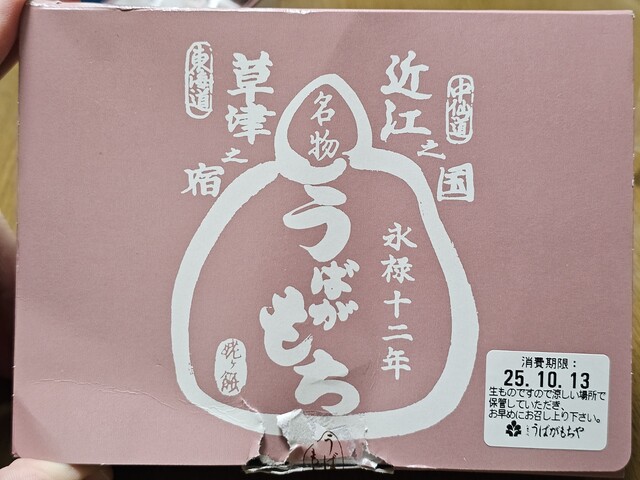 中仙道
近江之国
東海道
草津之宿
名物
うばがもち
永禄十二年
姥ヶ餅
消費期限:
25.10.13
生ものですので涼しい場所で
保管していただき、
お早めにお召し上り下さい。
うばがもちや